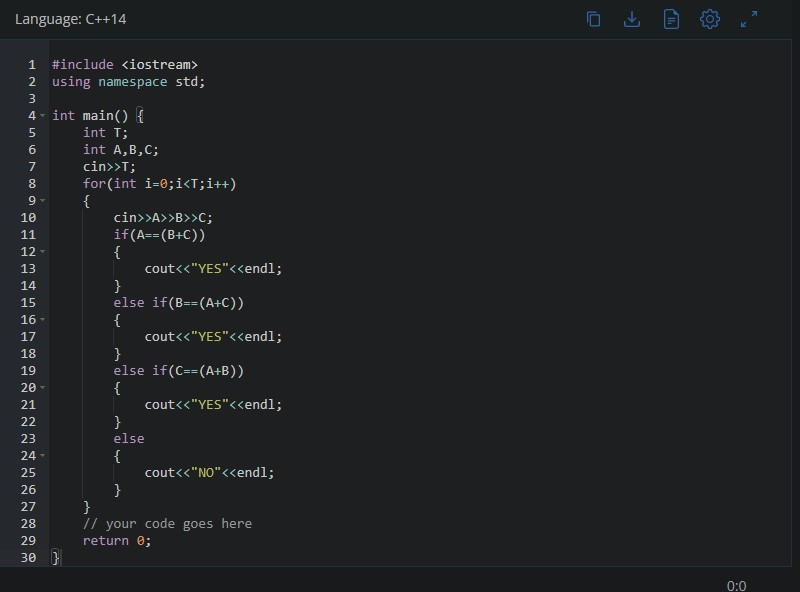 Language: C++14
1 #include <iostream>
2 using namespace std;
3
4 int main() {
5     int T;
6     int A,B,C;
7     cin>>T;
8     for(int i=0;i<T;i++)
9     {
10         cin>>A>>B>>C;
11         if(A==(B+C))
12         {
13             cout<<"YES"<<endl;
14         }
15         else if(B==(A+C))
16         {
17             cout<<"YES"<<endl;
18         }
19         else if(C==(A+B))
20         {
21             cout<<"YES"<<endl;
22         }
23         else
24         {
25             cout<<"NO"<<endl;
26         }
27     }
28     // your code goes here
29     return 0;
30 }
0:0